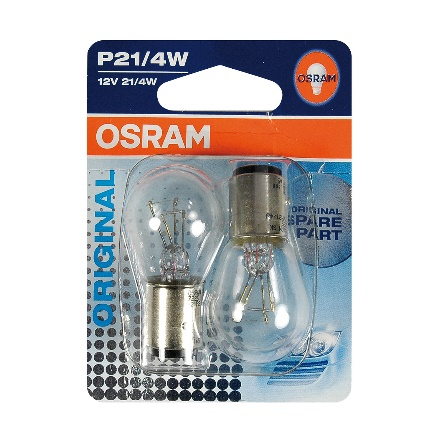 P21/4W
12V 21/4W
OSRAM
OSRAM
ORIGINAL
ORIGINAL
SPARE
PART